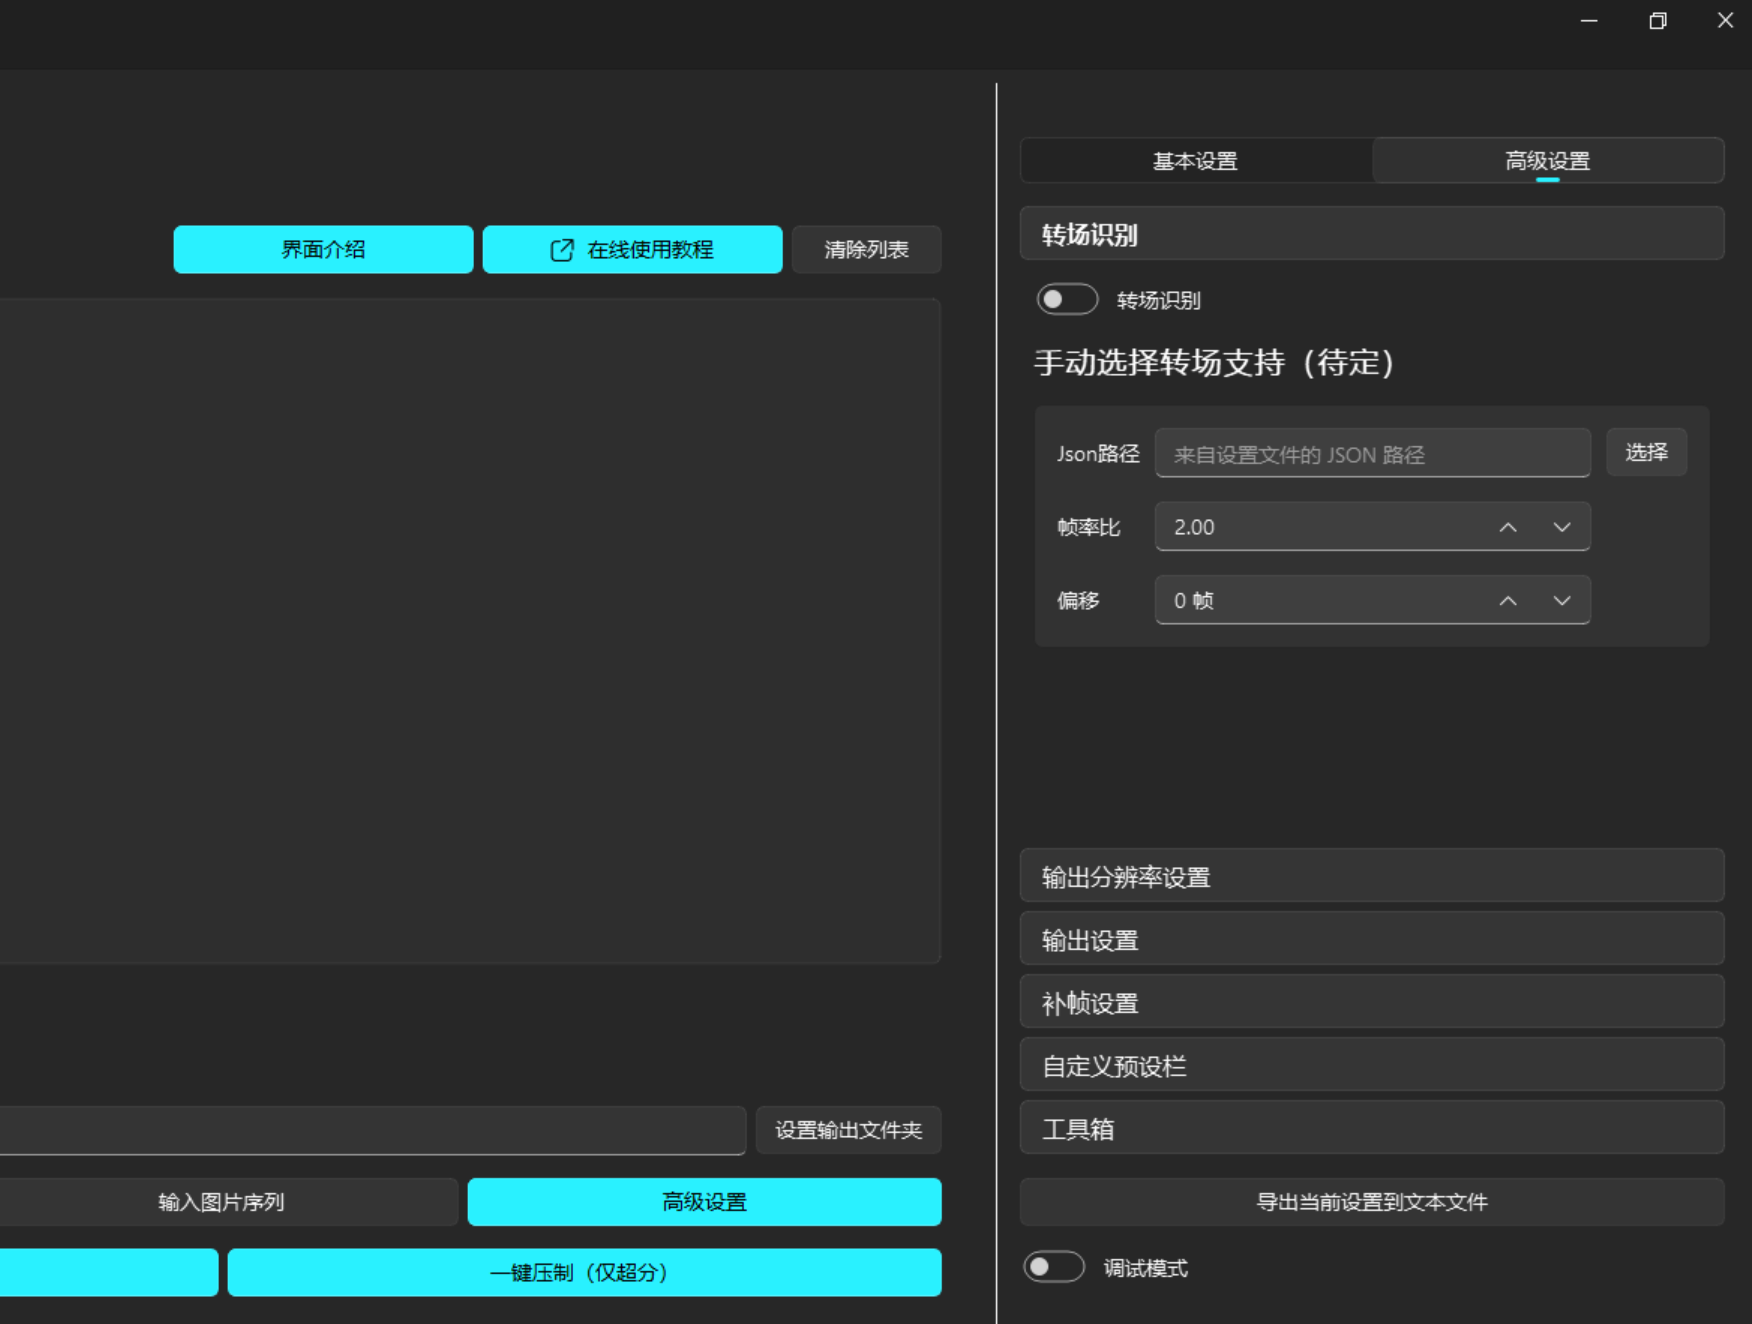 界面介绍
在线使用教程
清除列表
设置输出文件夹
输入图片序列
高级设置
一键压制（仅超分）
基本设置
高级设置
转场识别
转场识别
手动选择转场支持（待定）
Json路径
来自设置文件的 JSON 路径
选择
帧率比
2.00
偏移
0 帧
输出分辨率设置
输出设置
补帧设置
自定义预设栏
工具箱
导出当前设置到文本文件
调试模式